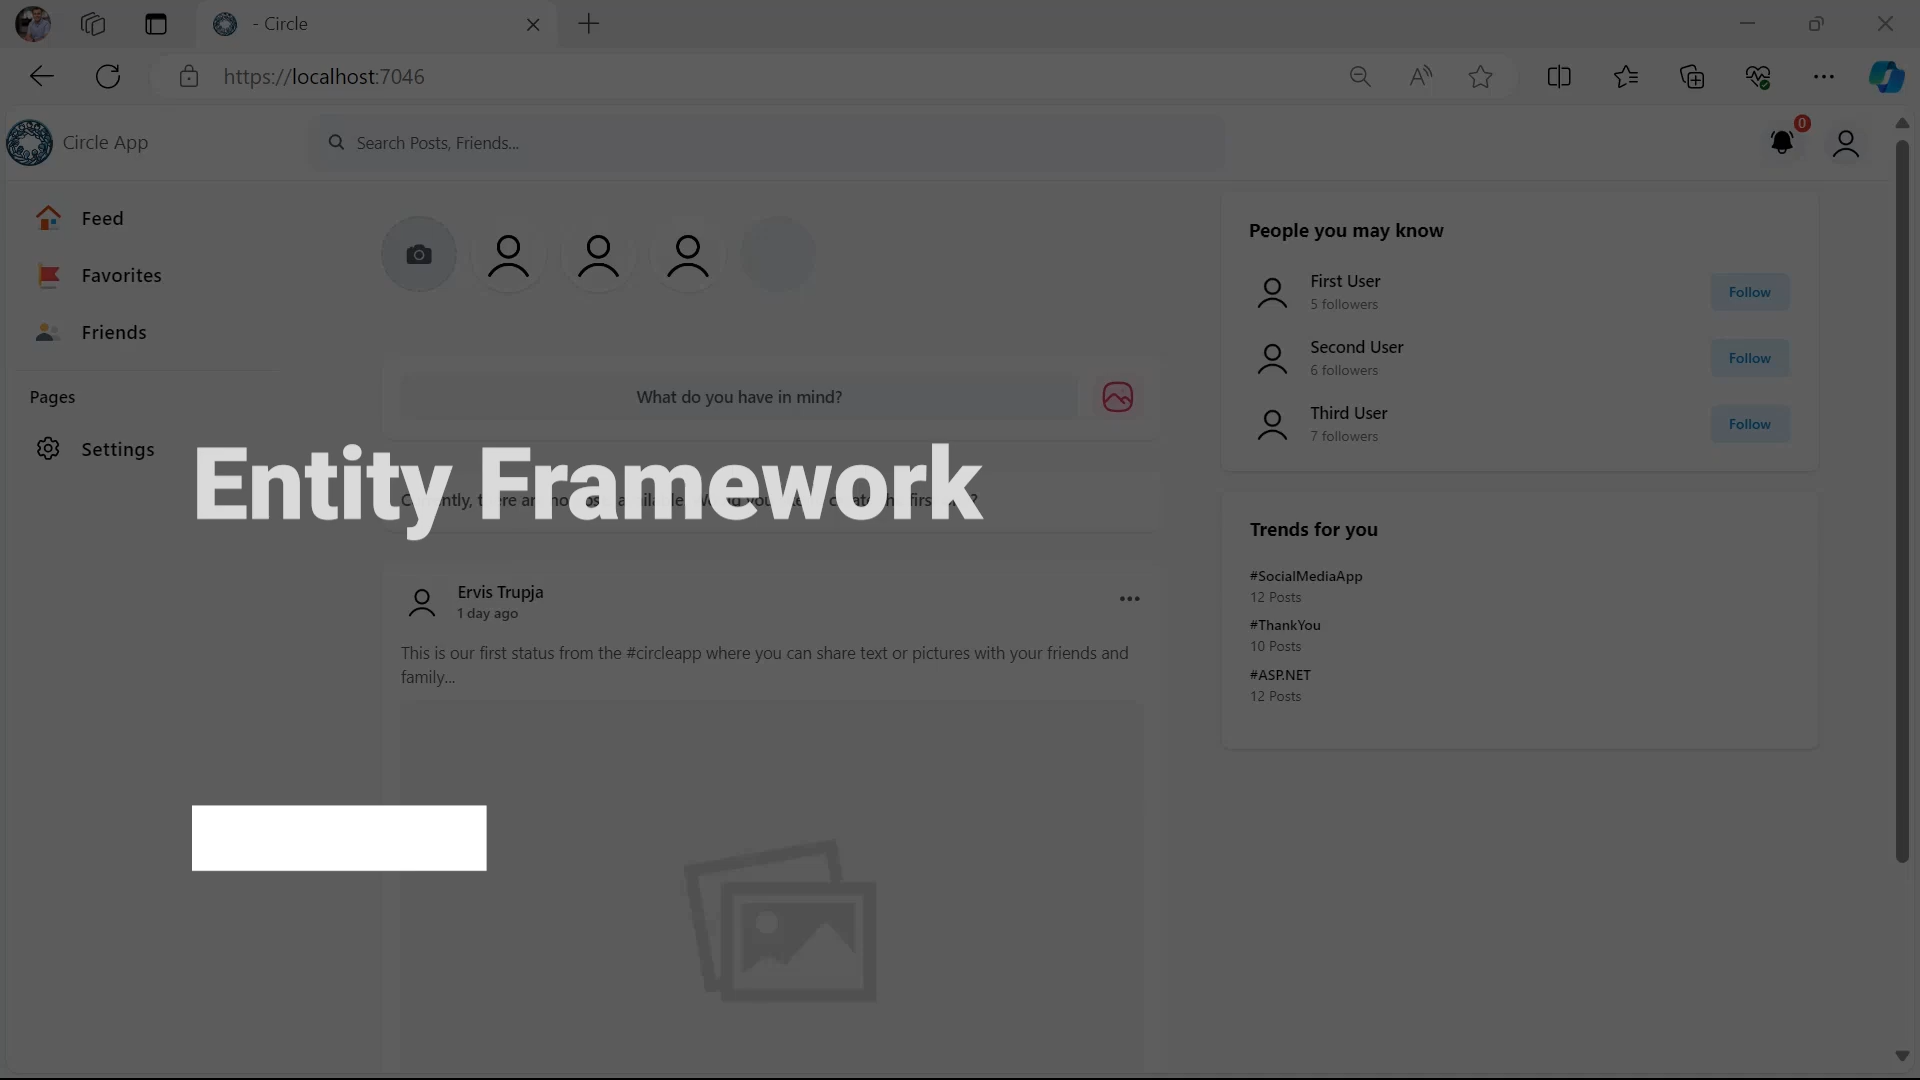 - Circle
https://localhost:7046
Circle App
Search Posts, Friends...
0
Feed
Favorites
Friends
Pages
Settings
What do you have in mind?
Entity Framework
Ervis Trupja
1 day ago
This is our first status from the #circleapp where you can share text or pictures with your friends and
family...
People you may know
First User
5 followers
Follow
Second User
6 followers
Follow
Third User
7 followers
Follow
Trends for you
#SocialMediaApp
12 Posts
#ThankYou
10 Posts
#ASP.NET
12 Posts